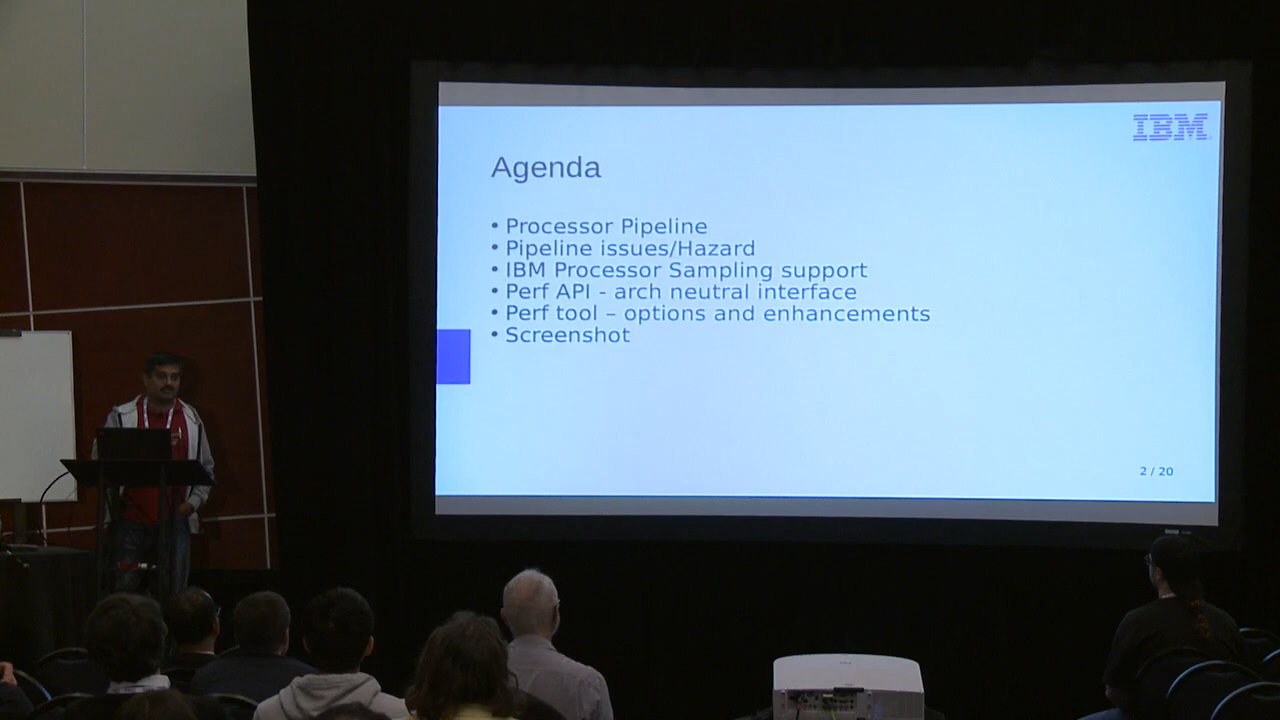 IBM
Agenda
• Processor Pipeline
• Pipeline issues/Hazard
• IBM Processor Sampling support
• Perf API - arch neutral interface
• Perf tool – options and enhancements
• Screenshot
2 / 20